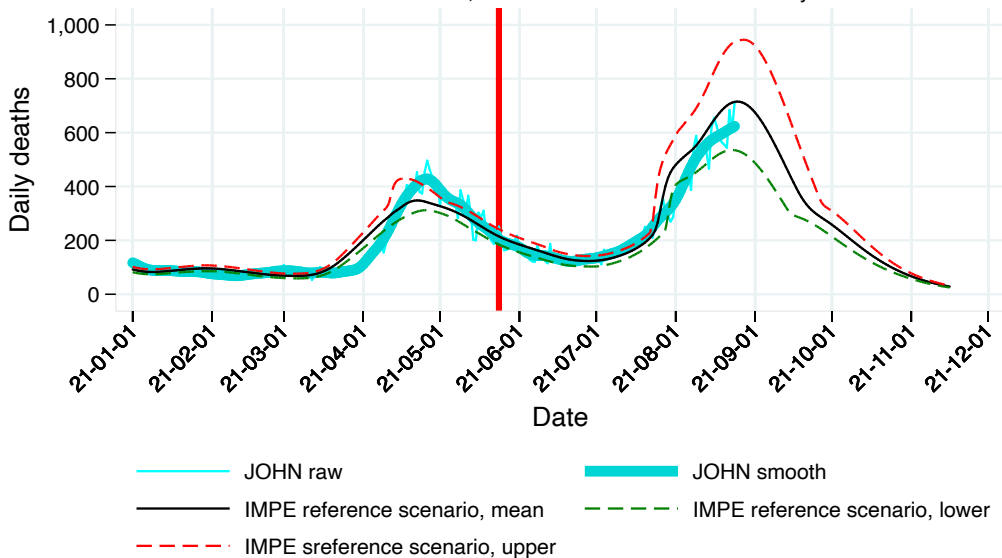 1,000
800
600
400
200
0
Daily deaths
21-01-01
21-02-01
21-03-01
21-04-01
21-05-01
21-06-01
21-07-01
21-08-01
21-09-01
21-10-01
21-11-01
21-12-01
Date
JOHN raw
JOHN smooth
IMPE reference scenario, mean
IMPE reference scenario, lower
IMPE sreference scenario, upper